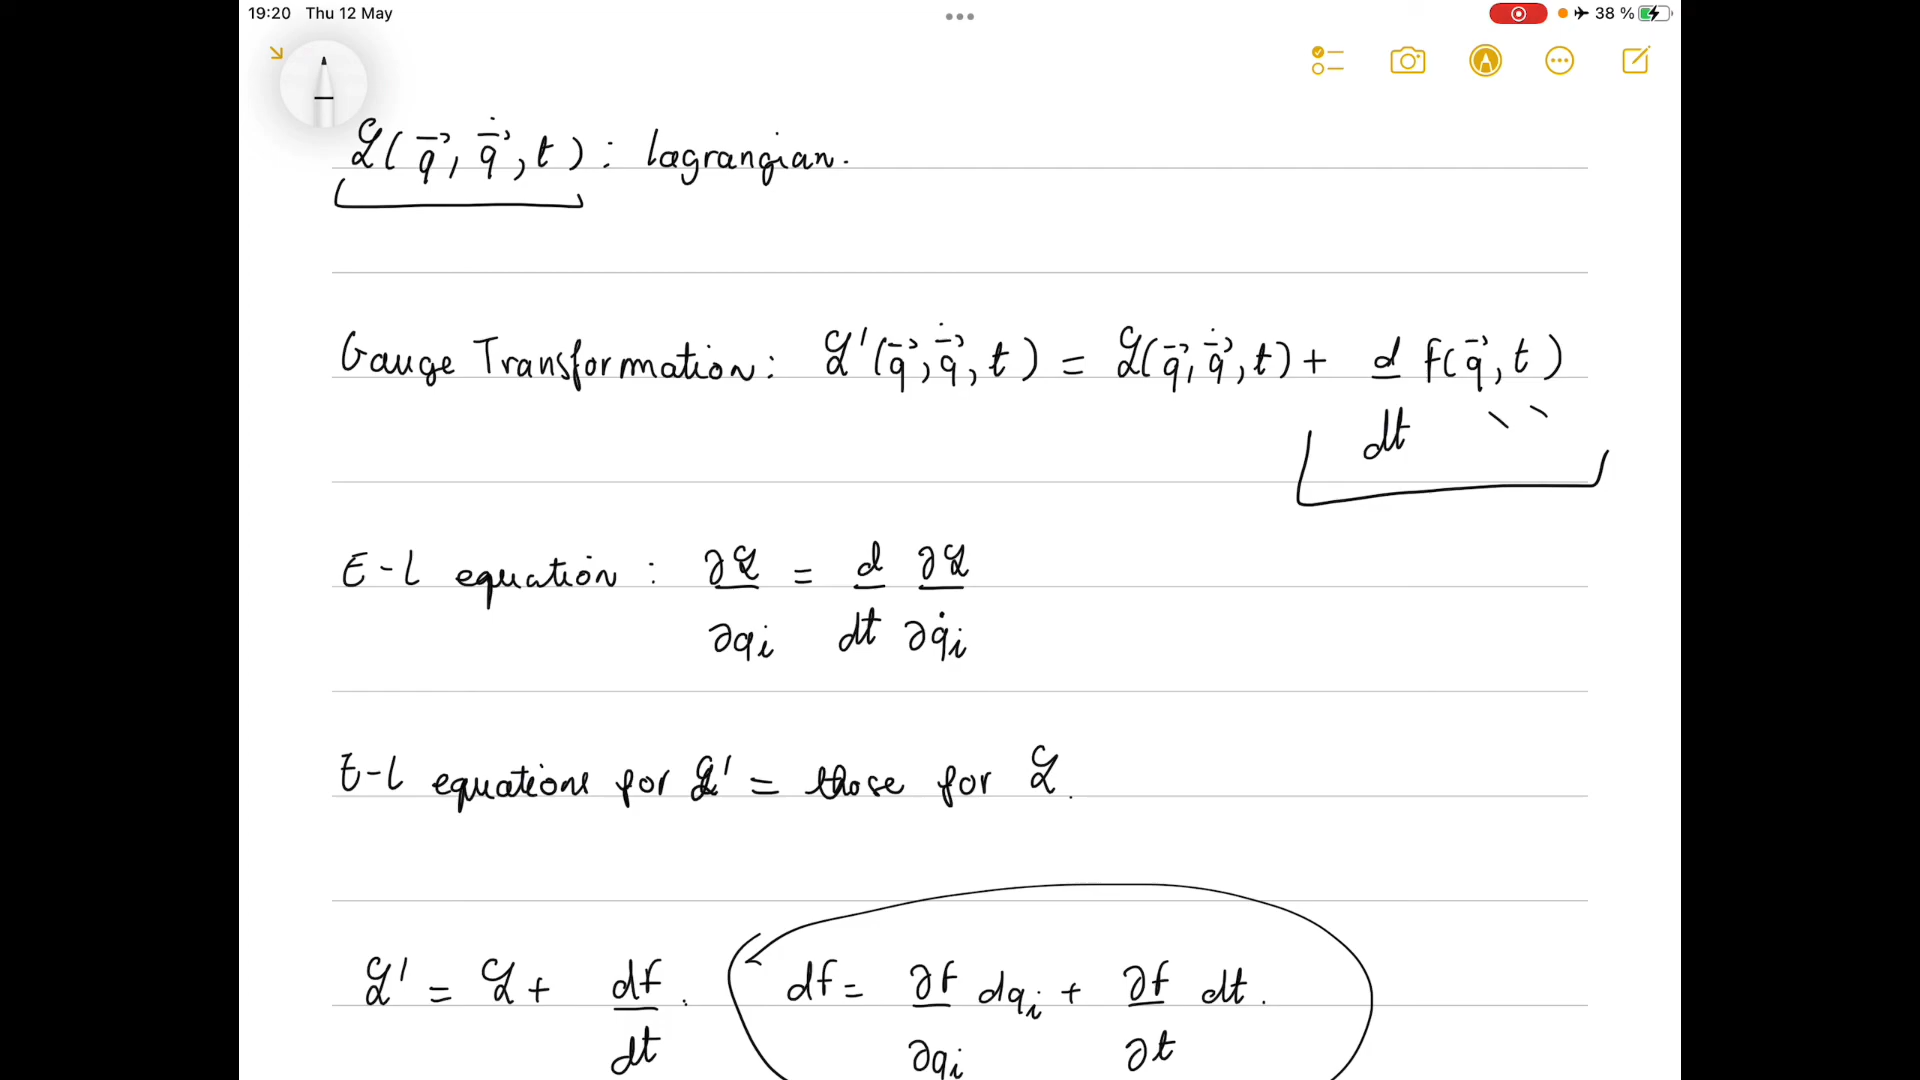 19:20 Thu 12 May 38 %
ℒ(q⃗, q̇⃗, t) : lagrangian.
Gauge Transformation: ℒ'(q⃗, q̇⃗, t) = ℒ(q⃗, q̇⃗, t) + d/dt f(q⃗, t)
E-L equation : ∂ℒ/∂qi = d/dt ∂ℒ/∂q̇i
E-L equations for ℒ' = those for ℒ.
ℒ' = ℒ + df/dt. df = ∂f/∂qi dqi + ∂f/∂t dt.